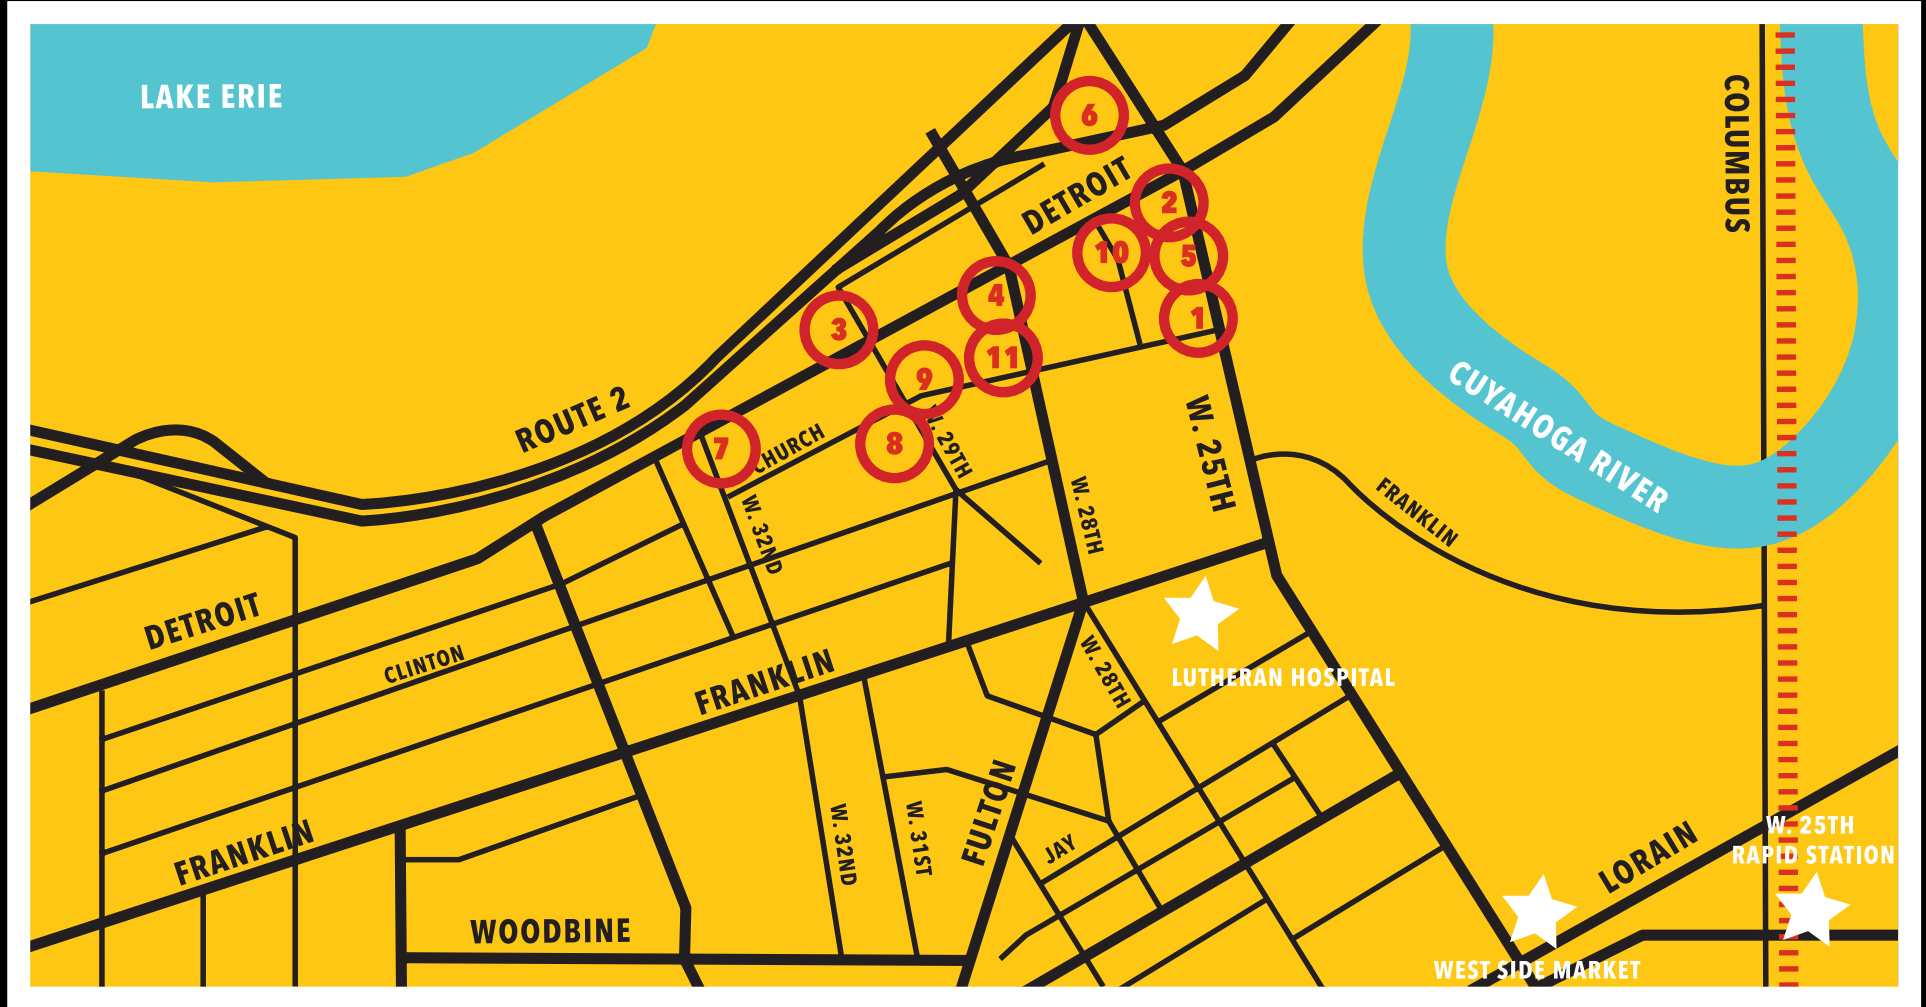 LAKE ERIE
COLUMBUS
6
DETROIT
2
10
5
4
1
3
11
9
CUYAHOGA RIVER
ROUTE 2
W. 25TH
CHURCH
8
W. 29TH
7
W. 28TH
FRANKLIN
W. 32ND
DETROIT
CLINTON
FRANKLIN
W. 28TH
LUTHERAN HOSPITAL
FULTON
W. 32ND
W. 31ST
JAY
FRANKLIN
LORAIN
W. 25TH
RAPID STATION
WOODBINE
WEST SIDE MARKET